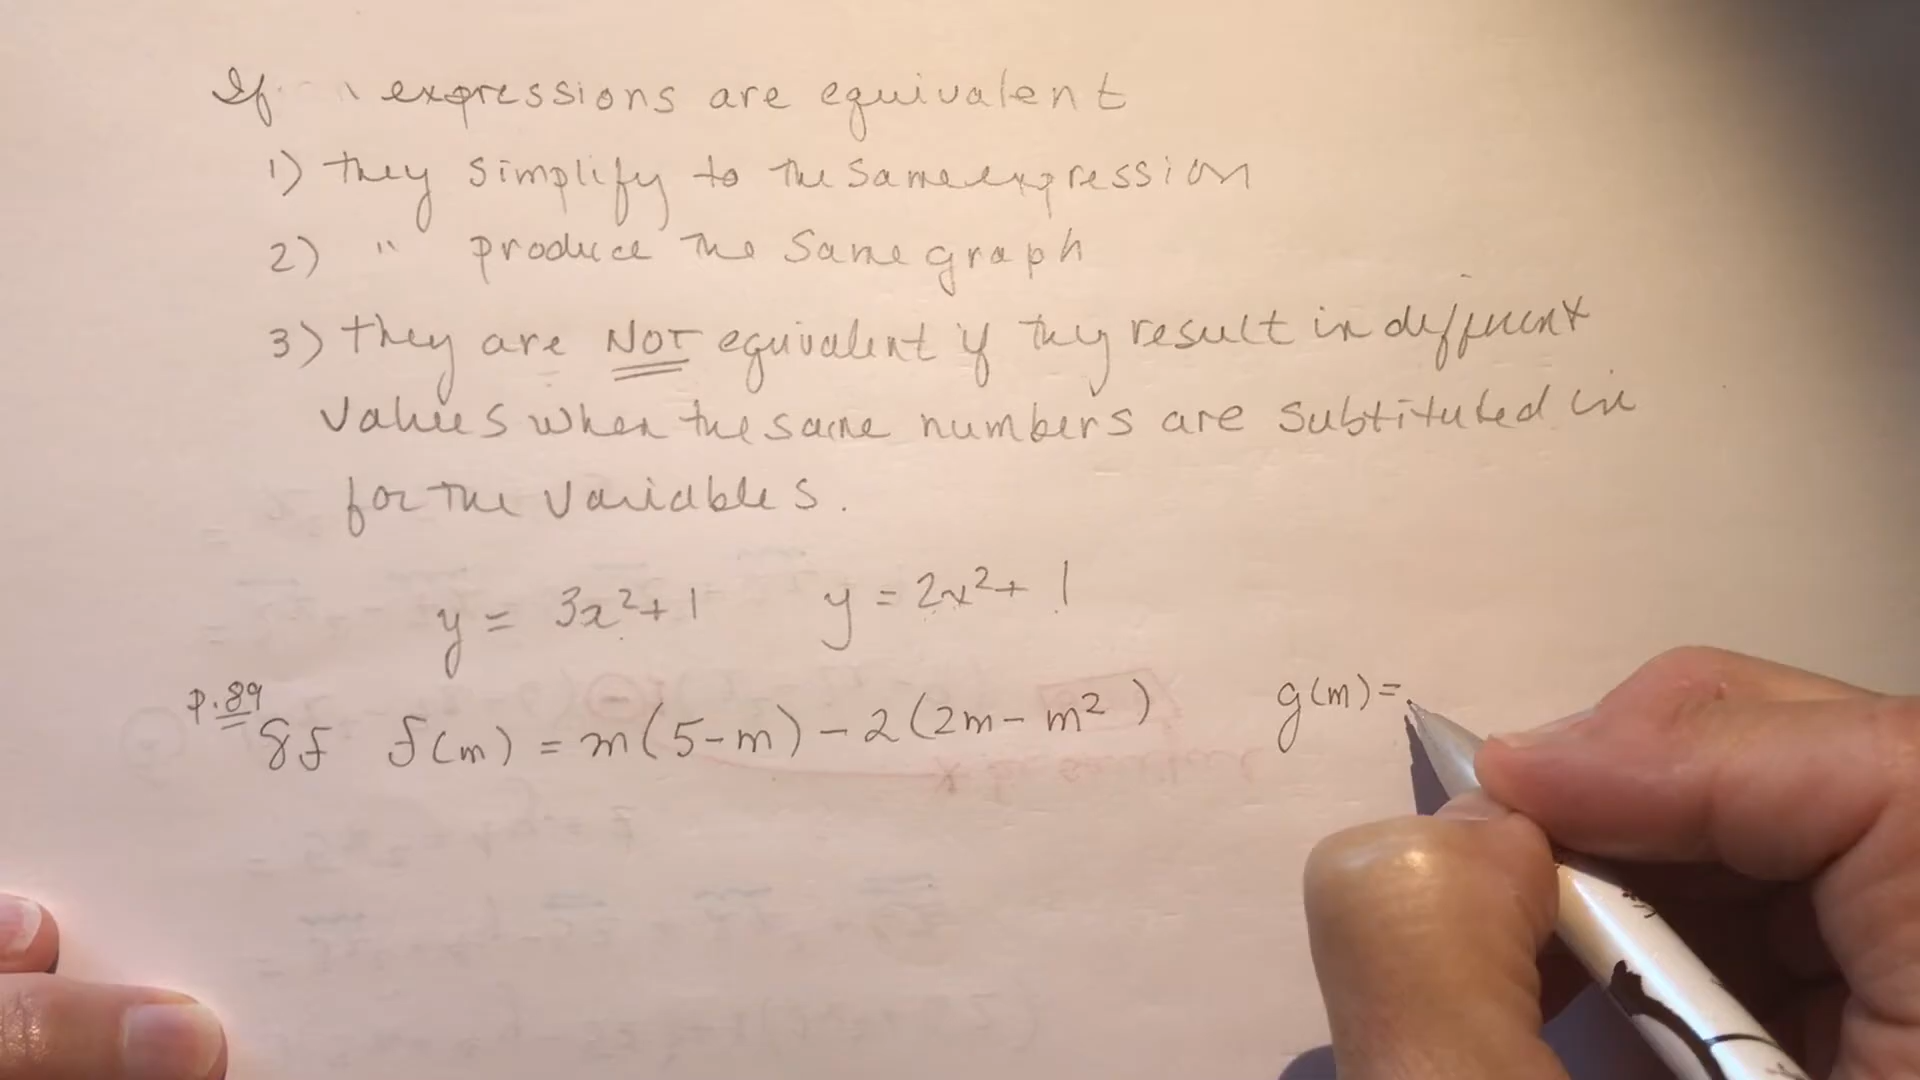 If expressions are equivalent
1) they simplify to the same expression
2) " produce the same graph
3) they are NOT equivalent if they result in different
values when the same numbers are subtituted in
for the variables.
y = 3x²+1 y = 2x²+1
p.89
8f f(m) = m(5-m) - 2(2m - m²) g(m) =